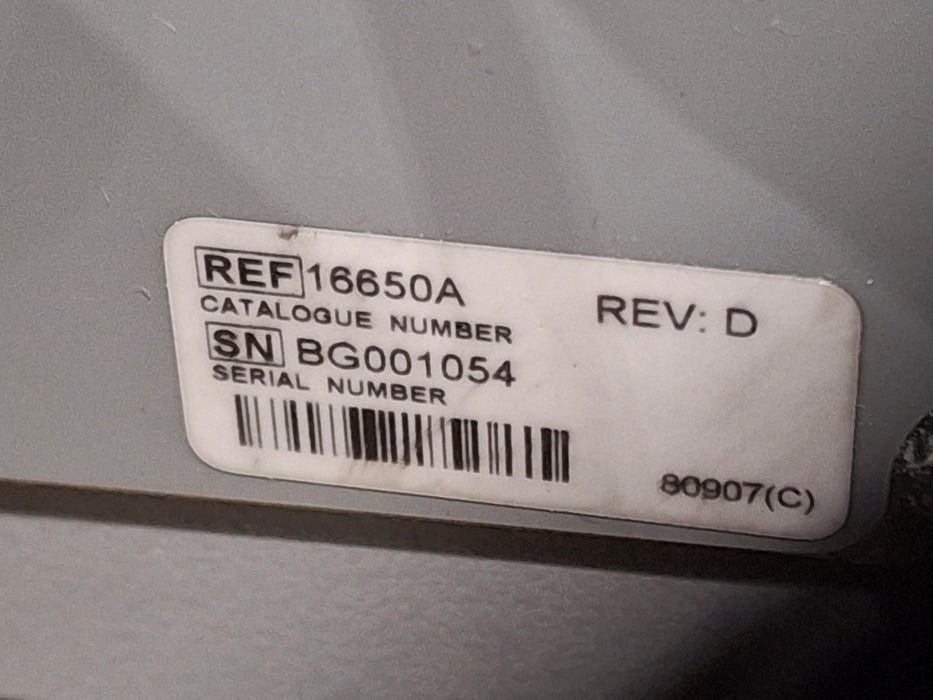 REF 16650A
CATALOGUE NUMBER
REV: D
SN BG001054
SERIAL NUMBER
80907(C)